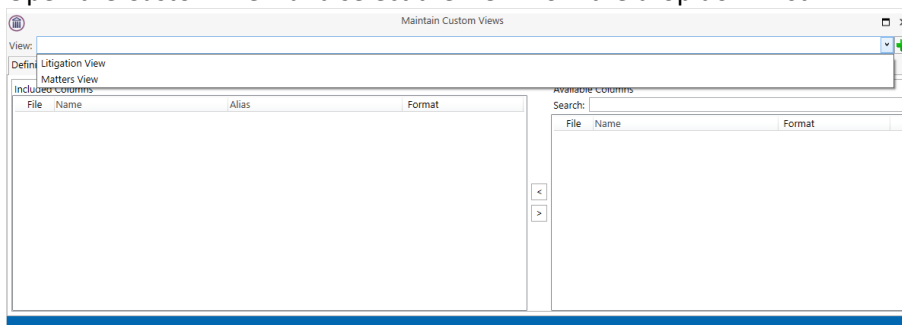 Maintain Custom Views
View:
Litigation View
Matters View
Included Columns
Available Columns
File Name Alias Format
Search:
File Name Format
<
>